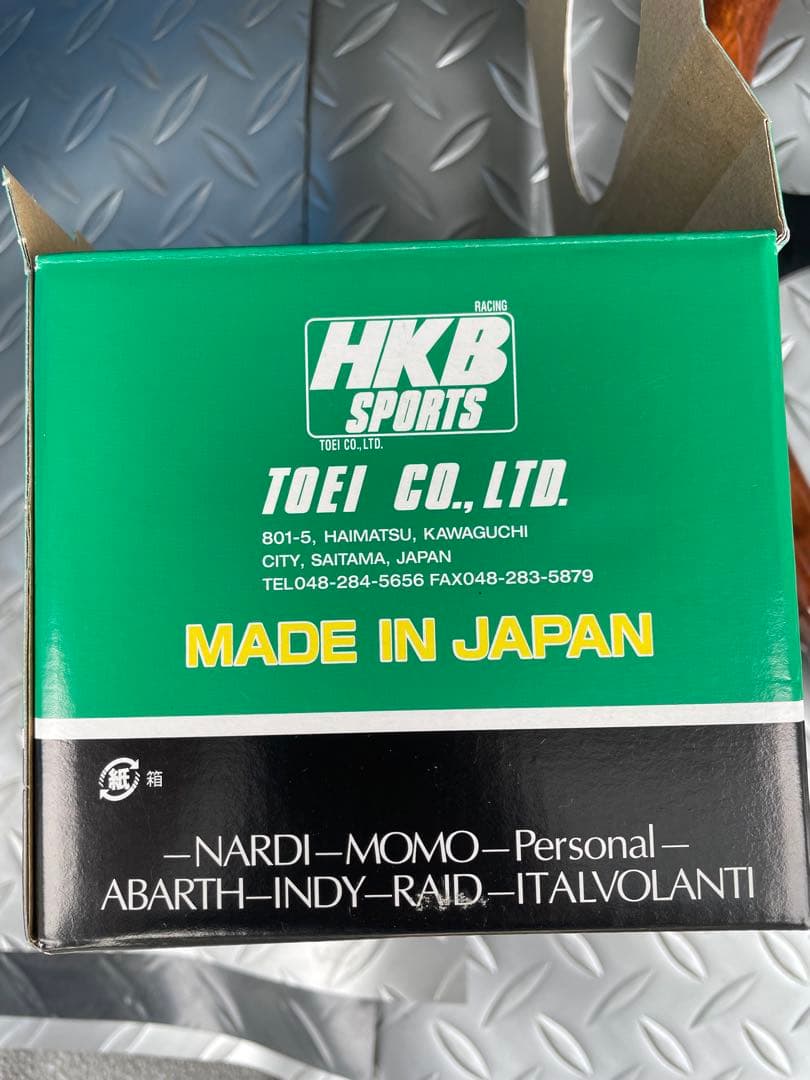 RACING
HKB
SPORTS
TOEI CO.,LTD.
TOEI CO., LTD.
801-5, HAIMATSU, KAWAGUCHI
CITY, SAITAMA, JAPAN
TEL048-284-5656 FAX048-283-5879
MADE IN JAPAN
紙 箱
–NARDI–MOMO–Personal–
ABARTH–INDY–RAID–ITALVOLANTI